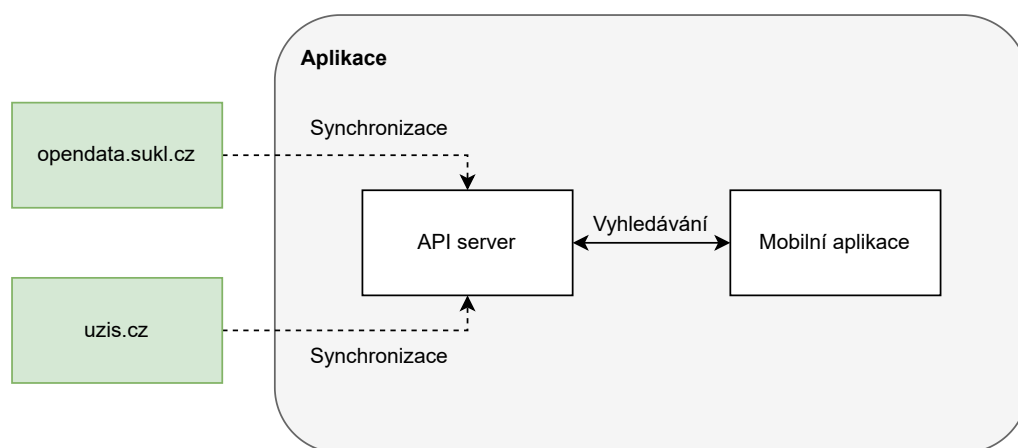 Aplikace
opendata.sukl.cz
Synchronizace
API server
Vyhledávání
Mobilní aplikace
uzis.cz
Synchronizace